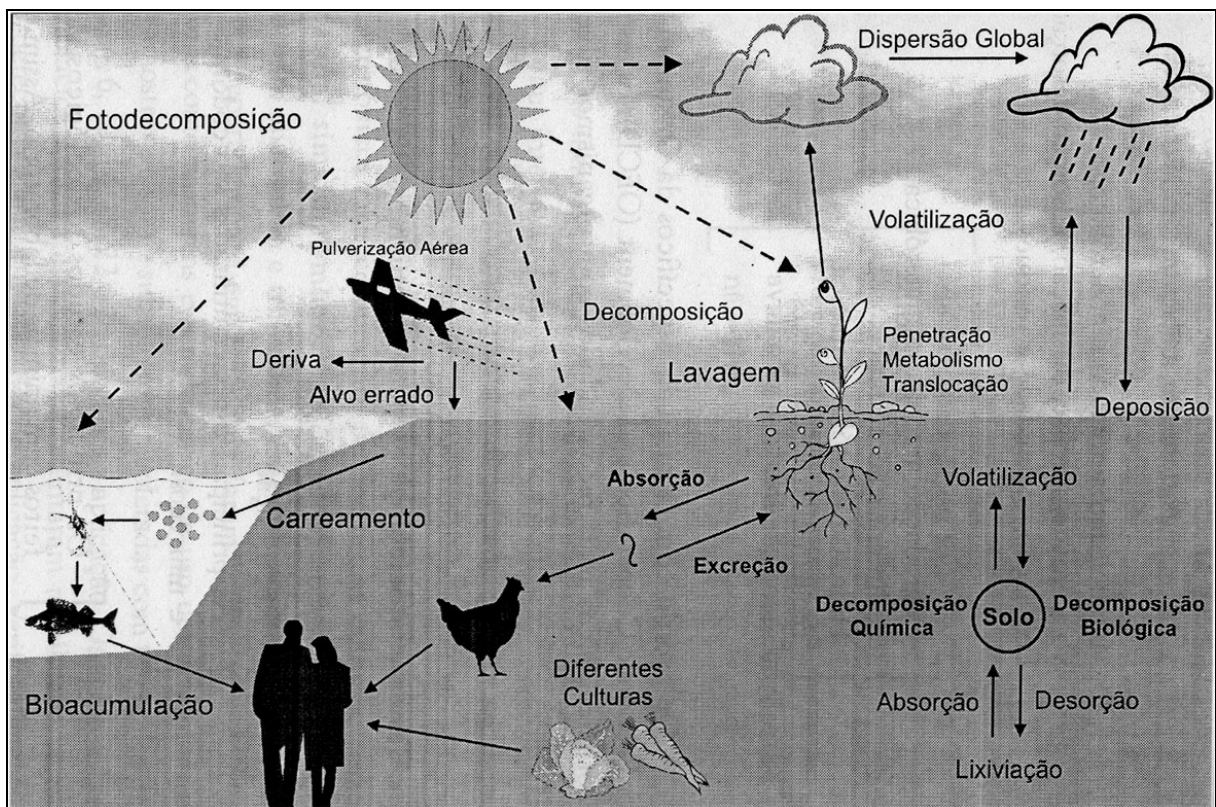 Dispersão Global
Fotodecomposição
Volatilização
Pulverização Aérea
Decomposição
Deriva
Alvo errado
Lavagem
Penetração
Metabolismo
Translocação
Deposição
Absorção
Volatilização
Carreamento
Excreção
Decomposição
Química
Solo
Decomposição
Biológica
Diferentes
Culturas
Bioacumulação
Absorção
Desorção
Lixiviação